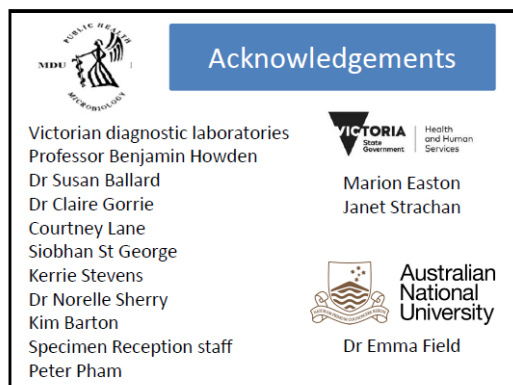 PUBLIC HEALTH
MDU
MICROBIOLOGY
Acknowledgements
Victorian diagnostic laboratories
Professor Benjamin Howden
Dr Susan Ballard
Dr Claire Gorrie
Courtney Lane
Siobhan St George
Kerrie Stevens
Dr Norelle Sherry
Kim Barton
Specimen Reception staff
Peter Pham
VICTORIA
State
Government
Health
and Human
Services
Marion Easton
Janet Strachan
Australian
National
University
Dr Emma Field